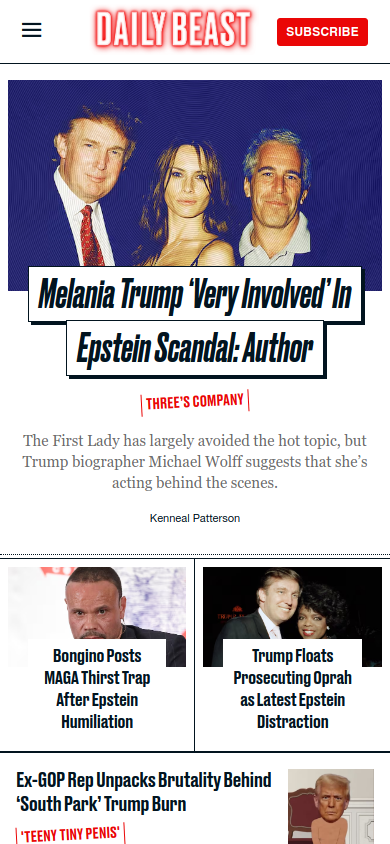 DAILY BEAST
SUBSCRIBE
Melania Trump ‘Very Involved’ In
Epstein Scandal: Author
THREE'S COMPANY
The First Lady has largely avoided the hot topic, but
Trump biographer Michael Wolff suggests that she’s
acting behind the scenes.
Kenneal Patterson
Bongino Posts
MAGA Thirst Trap
After Epstein
Humiliation
Trump Floats
Prosecuting Oprah
as Latest Epstein
Distraction
Ex-GOP Rep Unpacks Brutality Behind
‘South Park’ Trump Burn
'TEENY TINY PENIS'